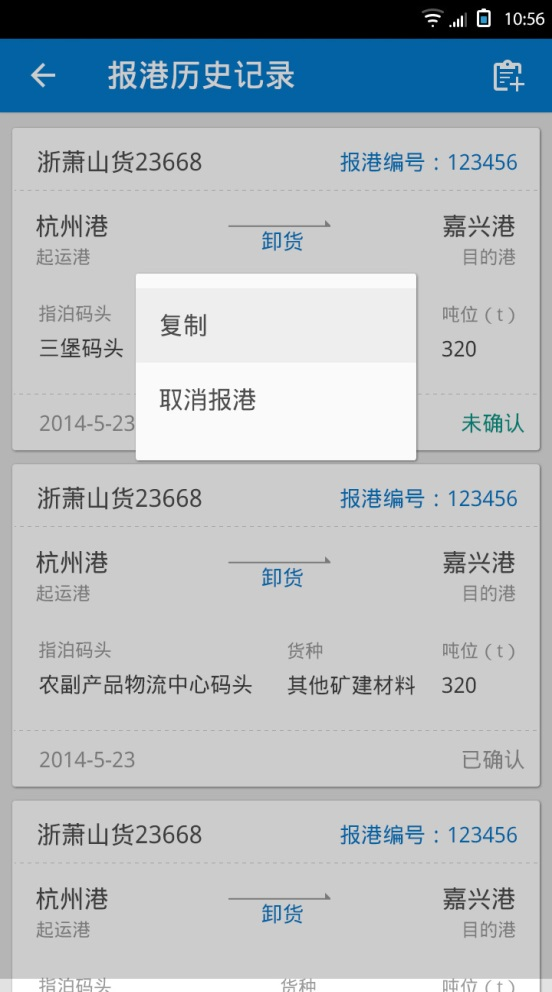 10:56
报港历史记录
浙萧山货23668 报港编号：123456
杭州港 嘉兴港
卸货
起运港 目的港
指泊码头 吨位（t）
三堡码头 320
复制
取消报港
2014-5-23 未确认
浙萧山货23668 报港编号：123456
杭州港 嘉兴港
卸货
起运港 目的港
指泊码头 货种 吨位（t）
农副产品物流中心码头 其他矿建材料 320
2014-5-23 已确认
浙萧山货23668 报港编号：123456
杭州港 嘉兴港
卸货
起运港 目的港
指泊码头 货种 吨位（t）